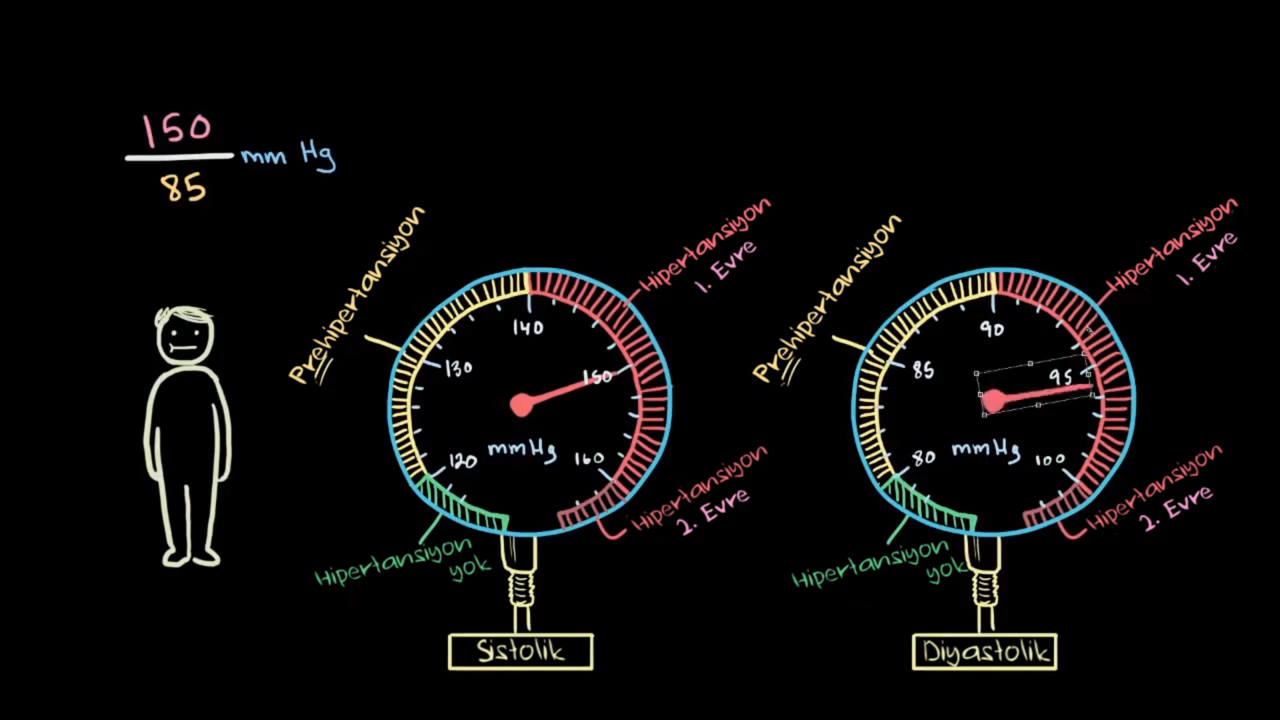 150
85
mm Hg
Prehipertansiyon
Hipertansiyon
1. Evre
140
130
150
120
mmHg
160
Hipertansiyon
2. Evre
Hipertansiyon
yok
Sistolik
Prehipertansiyon
Hipertansiyon
1. Evre
90
85
95
80
mmHg
100
Hipertansiyon
2. Evre
Hipertansiyon
yok
Diyastolik